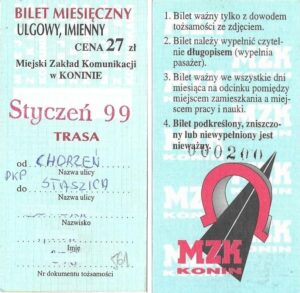 BILET MIESIĘCZNY
ULGOWY, IMIENNY
CENA 27 zł
Miejski Zakład Komunikacji
w KONINIE
Styczeń 99
TRASA
od CHORZEŃ
Nazwa ulicy
PKP
do STASZICA
Nazwa ulicy
Nazwisko
Imię
Nr dokumentu tożsamości
1. Bilet ważny tylko z dowodem
tożsamości ze zdjęciem.
2. Bilet należy wypełnić czytel-
nie długopisem (wypełnia
pasażer).
3. Bilet ważny we wszystkie dni
miesiąca na odcinku pomiędzy
miejscem zamieszkania a miej-
scem pracy i nauki.
4. Bilet podkreślony, zniszczo-
ny lub niewypełniony jest
nieważny.
000200
MZK
KONIN